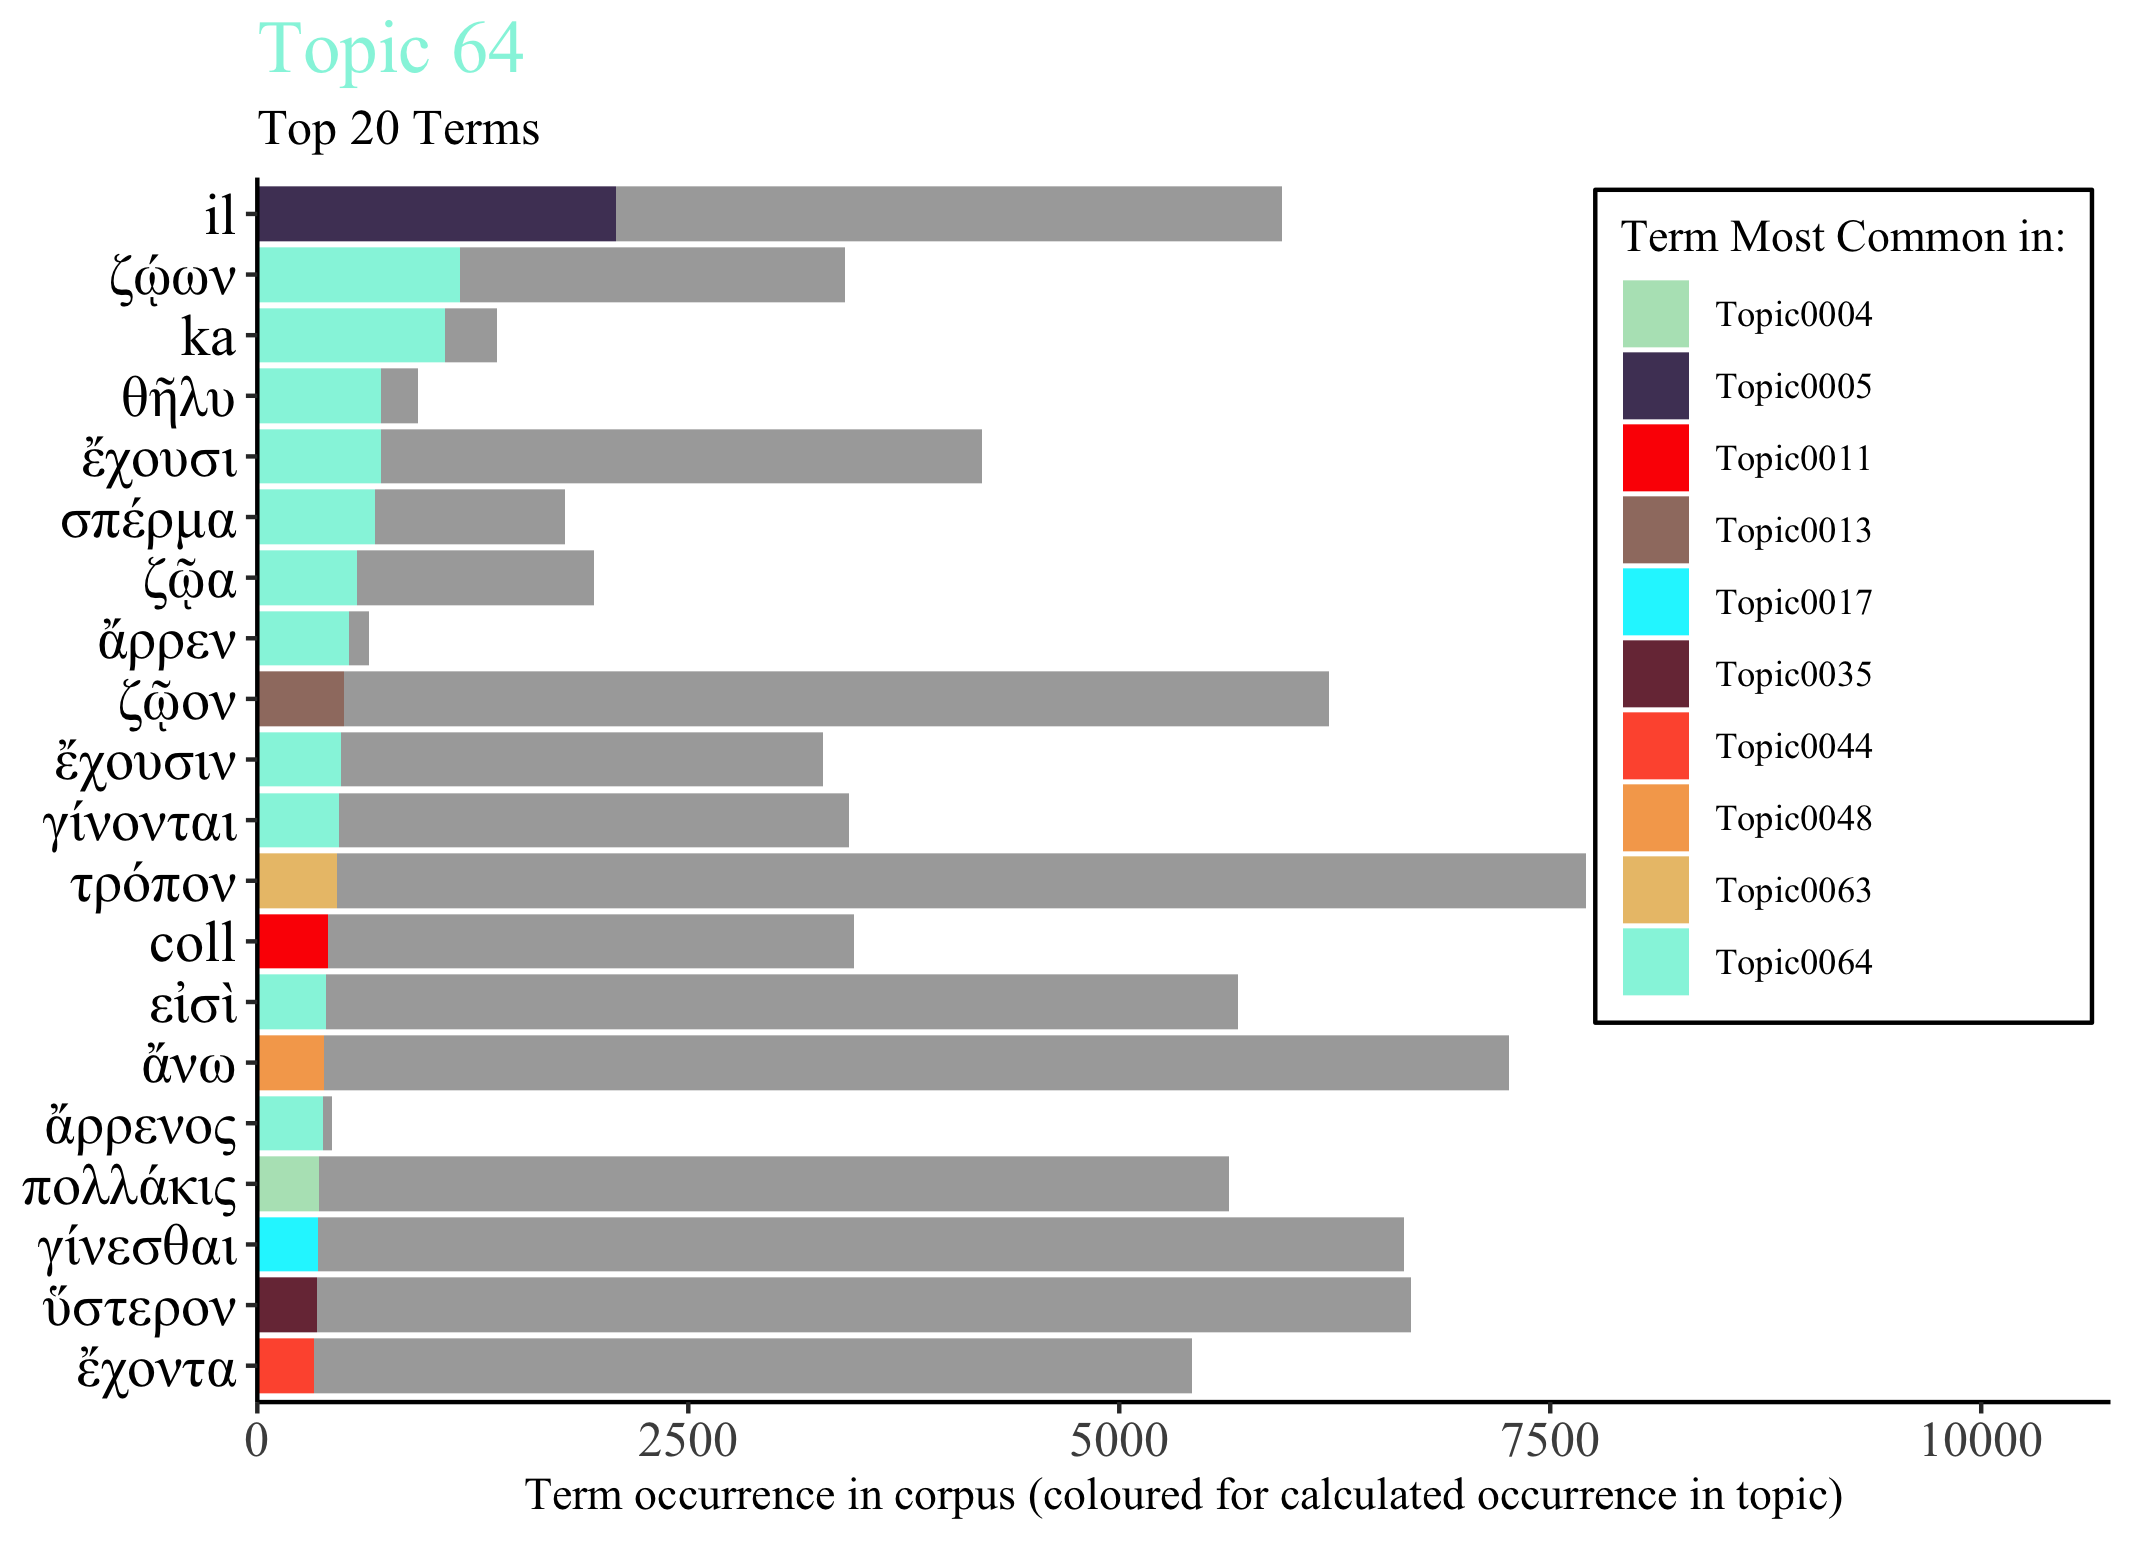 Topic 64
Top 20 Terms
il
ζῴων
ka
θῆλυ
ἔχουσι
σπέρμα
ζῷα
ἄρρεν
ζῷον
ἔχουσιν
γίνονται
τρόπον
coll
εἰσὶ
ἄνω
ἄρρενος
πολλάκις
γίνεσθαι
ὕστερον
ἔχοντα
0 2500 5000 7500 10000
Term occurrence in corpus (coloured for calculated occurrence in topic)
Term Most Common in:
Topic0004
Topic0005
Topic0011
Topic0013
Topic0017
Topic0035
Topic0044
Topic0048
Topic0063
Topic0064